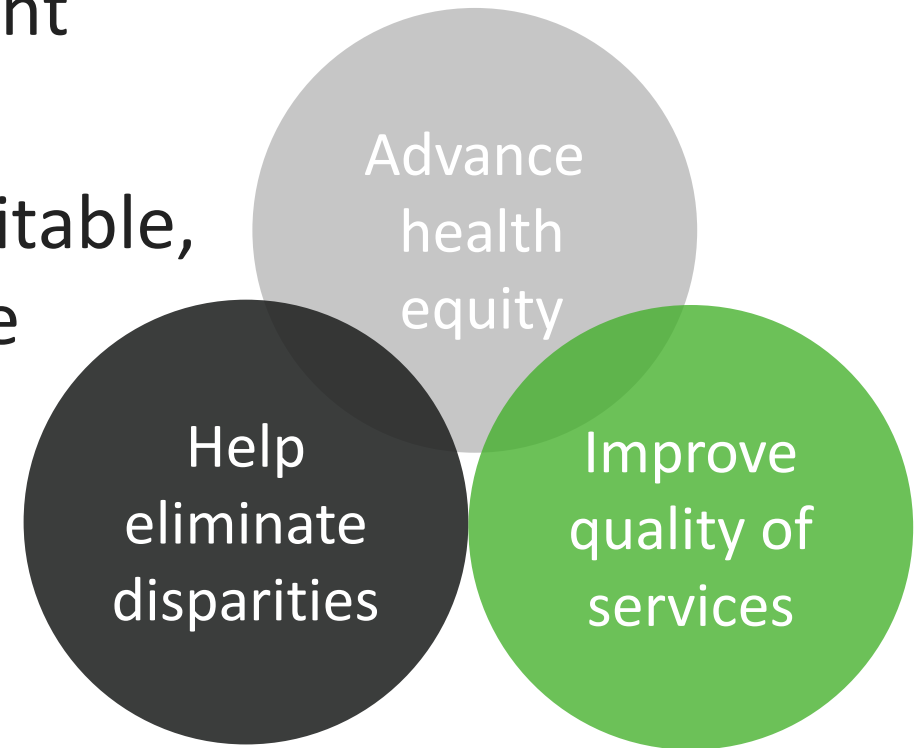 nt
itable,
e
Advance
health
equity
Help
eliminate
disparities
Improve
quality of
services